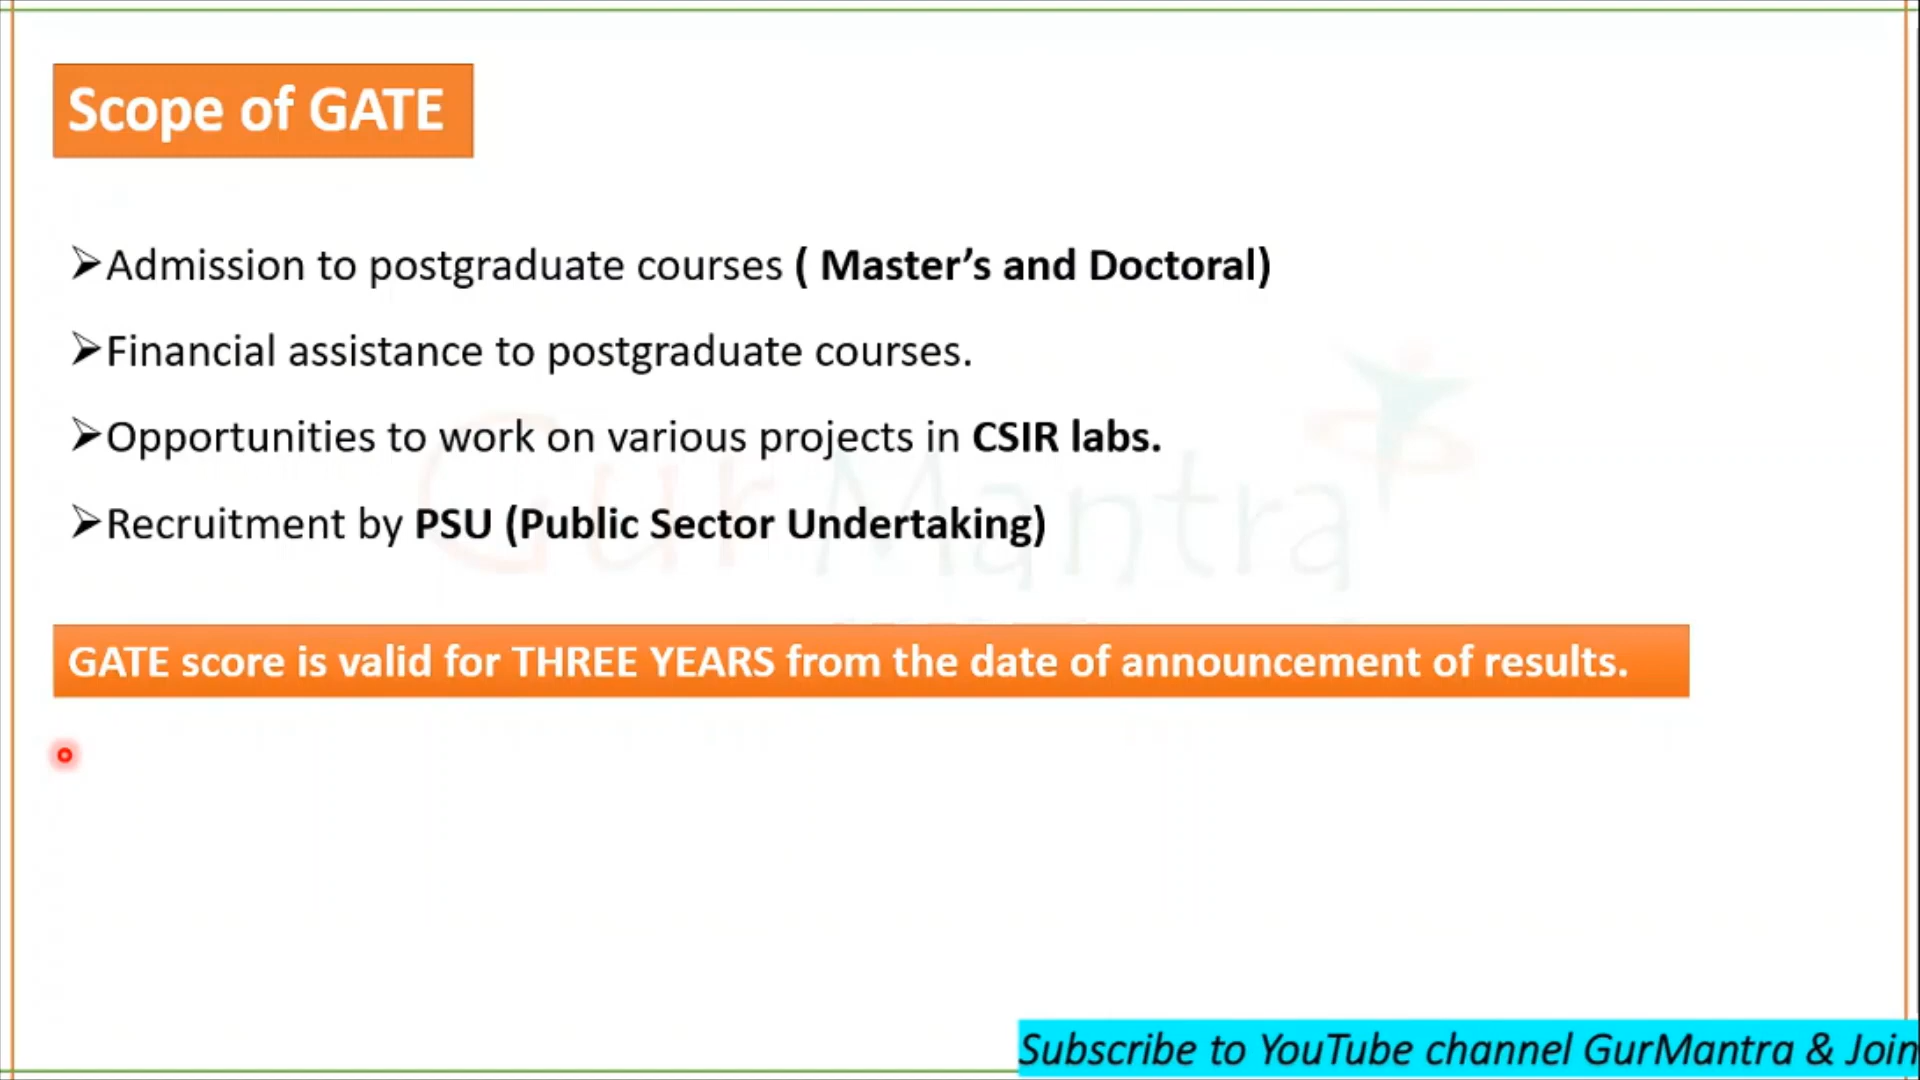 Scope of GATE
➢Admission to postgraduate courses ( Master’s and Doctoral)
➢Financial assistance to postgraduate courses.
➢Opportunities to work on various projects in CSIR labs.
➢Recruitment by PSU (Public Sector Undertaking)
GurMantra
GATE score is valid for THREE YEARS from the date of announcement of results.
Subscribe to YouTube channel GurMantra & Join